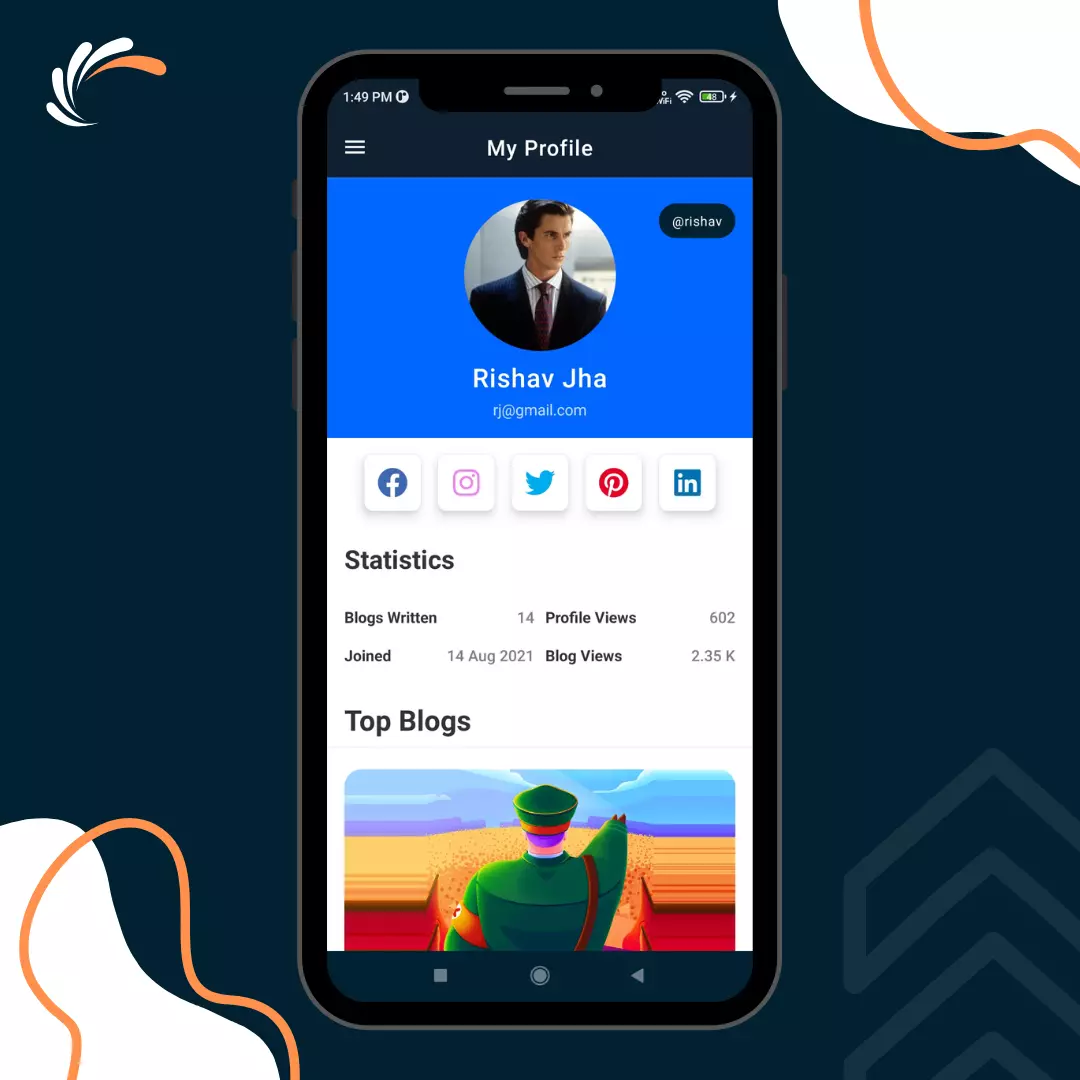 1:49 PM
Vo
WiFi
48
My Profile
@rishav
Rishav Jha
rj@gmail.com
Statistics
Blogs Written 14 Profile Views 602
Joined 14 Aug 2021 Blog Views 2.35 K
Top Blogs